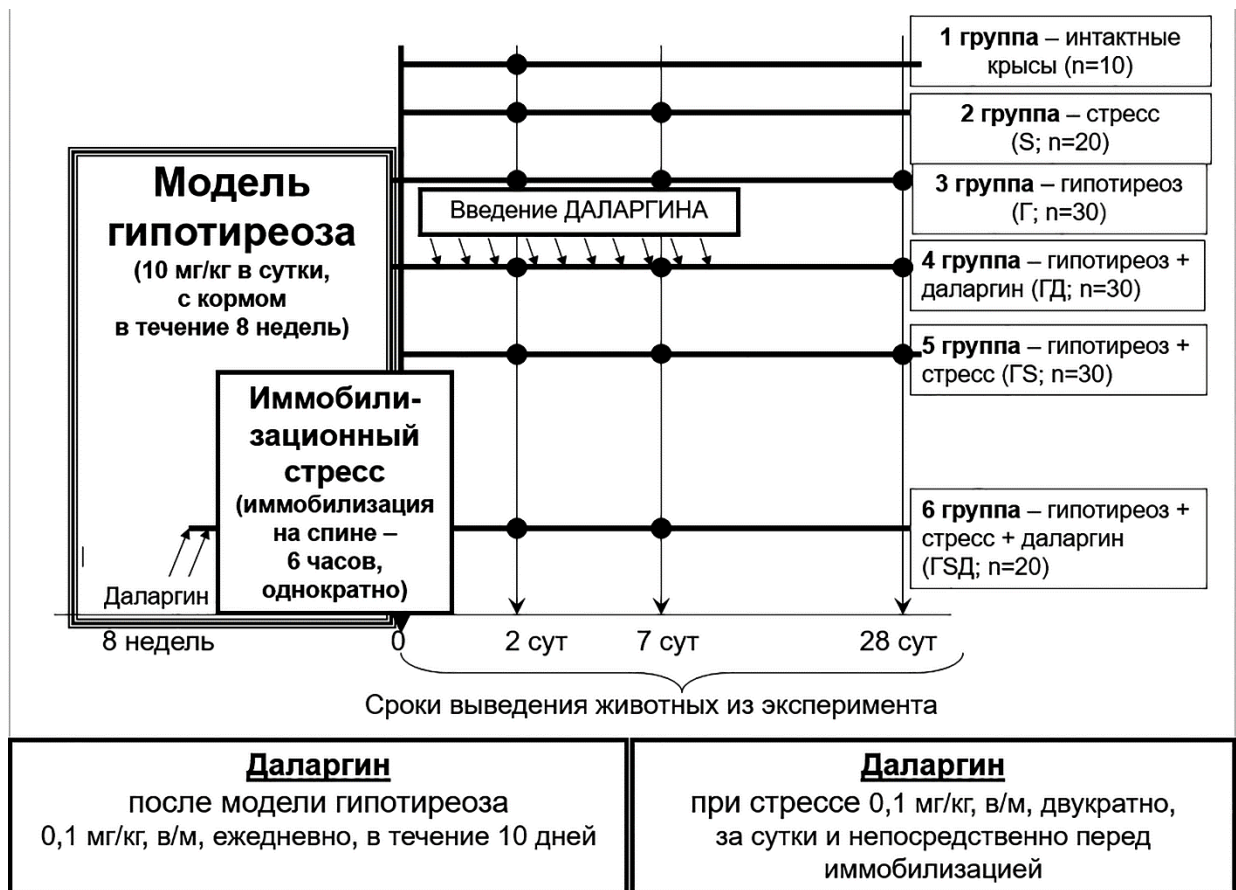 1 группа – интактные
крысы (n=10)
2 группа – стресс
(S; n=20)
Модель
гипотиреоза
(10 мг/кг в сутки,
с кормом
в течение 8 недель)
3 группа – гипотиреоз
(Г; n=30)
Введение ДАЛАРГИНА
4 группа – гипотиреоз +
даларгин (ГД; n=30)
5 группа – гипотиреоз +
стресс (ГS; n=30)
Иммобили-
зационный
стресс
(иммобилизация
на спине –
6 часов,
однократно)
6 группа – гипотиреоз +
стресс + даларгин
(ГSД; n=20)
Даларгин
8 недель
0
2 сут
7 сут
28 сут
Сроки выведения животных из эксперимента
Даларгин
после модели гипотиреоза
0,1 мг/кг, в/м, ежедневно, в течение 10 дней
Даларгин
при стрессе 0,1 мг/кг, в/м, двукратно,
за сутки и непосредственно перед
иммобилизацией